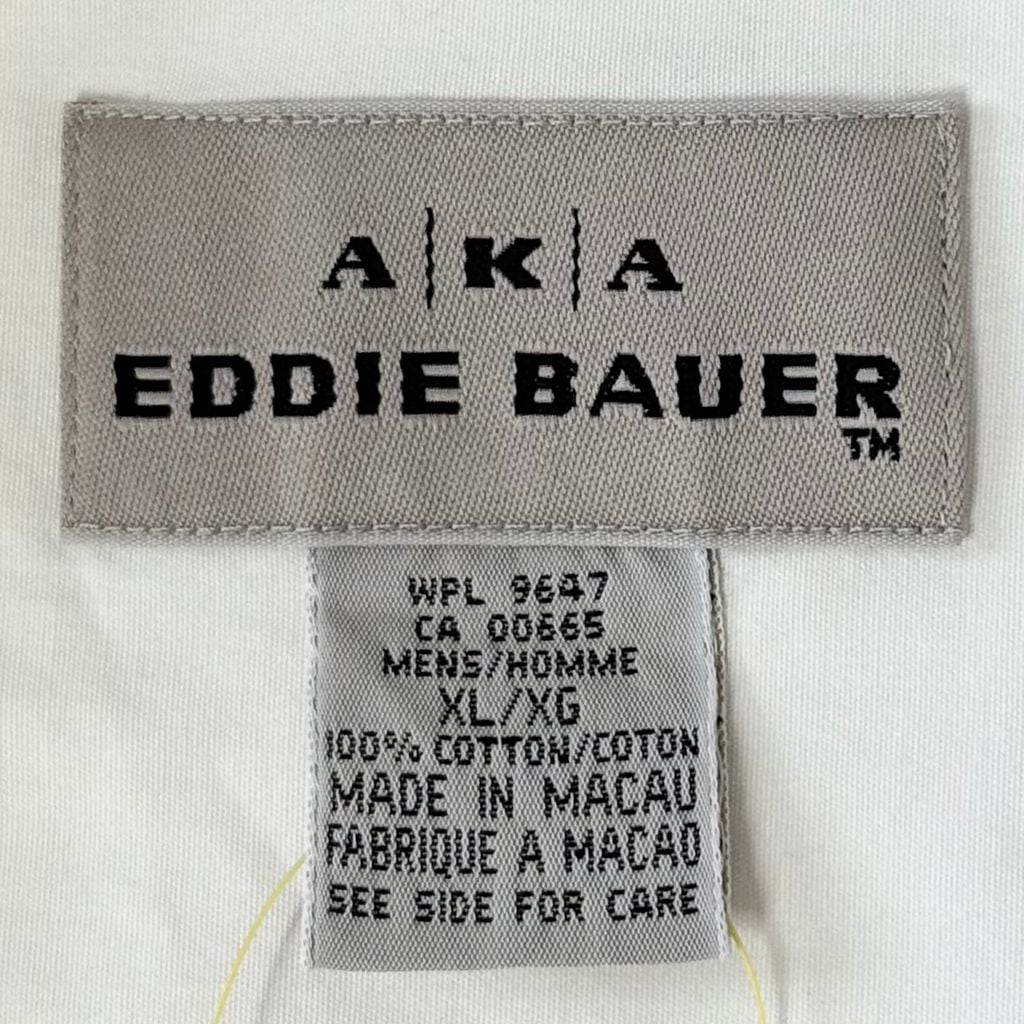 A|K|A
EDDIE BAUER
TM
WPL 9647
CA 00665
MENS/HOMME
XL/XG
100% COTTON/COTON
MADE IN MACAU
FABRIQUE A MACAO
SEE SIDE FOR CARE